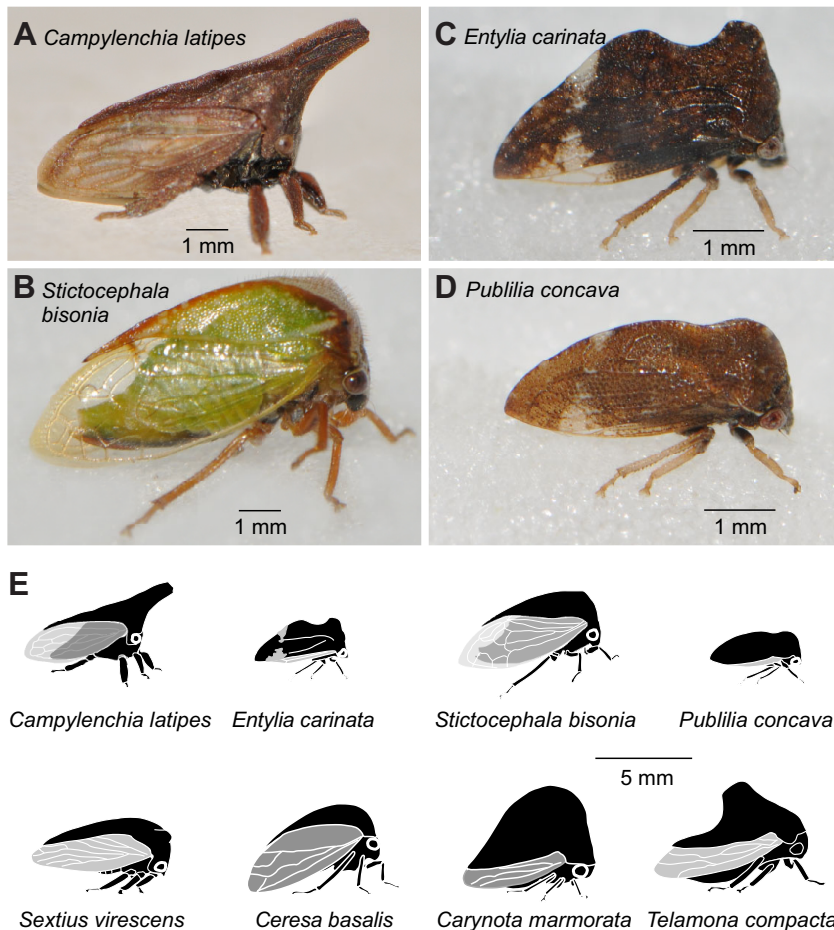 A Campylenchia latipes
1 mm
C Entylia carinata
1 mm
B Stictocephala
bisonia
1 mm
D Publilia concava
1 mm
E
Campylenchia latipes Entylia carinata Stictocephala bisonia Publilia concava
5 mm
Sextius virescens Ceresa basalis Carynota marmorata Telamona compacta